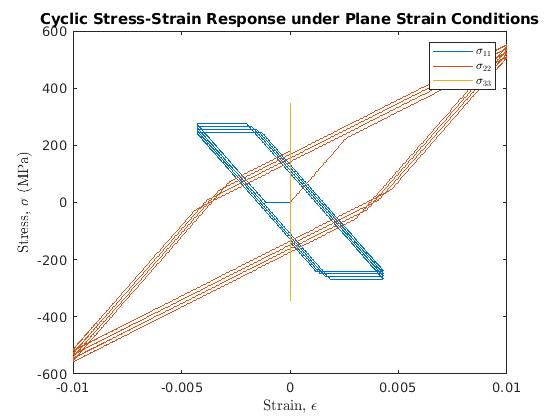 Cyclic Stress-Strain Response under Plane Strain Conditions
600
400
200
0
-200
-400
-600
Stress, σ (MPa)
σ11
σ22
σ33
-0.01
-0.005
0
0.005
0.01
Strain, ϵ